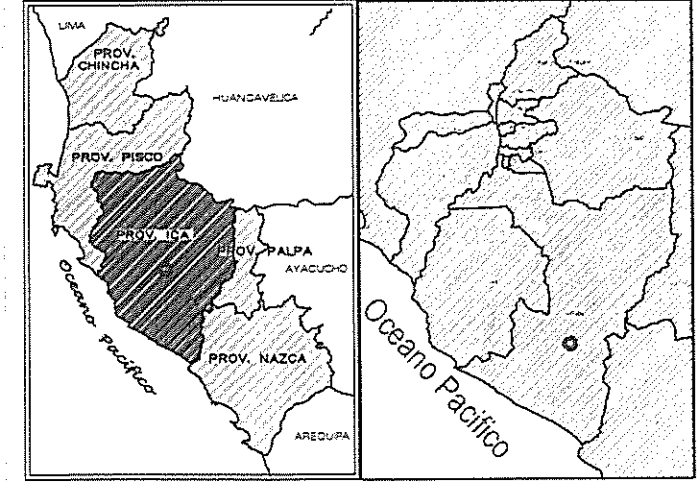 LIMA
PROV.
CHINCHA
HUANCAVELICA
PROV. PISCO
PROV. ICA
PROV. PALPA
AYACUCHO
Oceano Pacifico
PROV. NAZCA
AREQUIPA
Oceano Pacifico